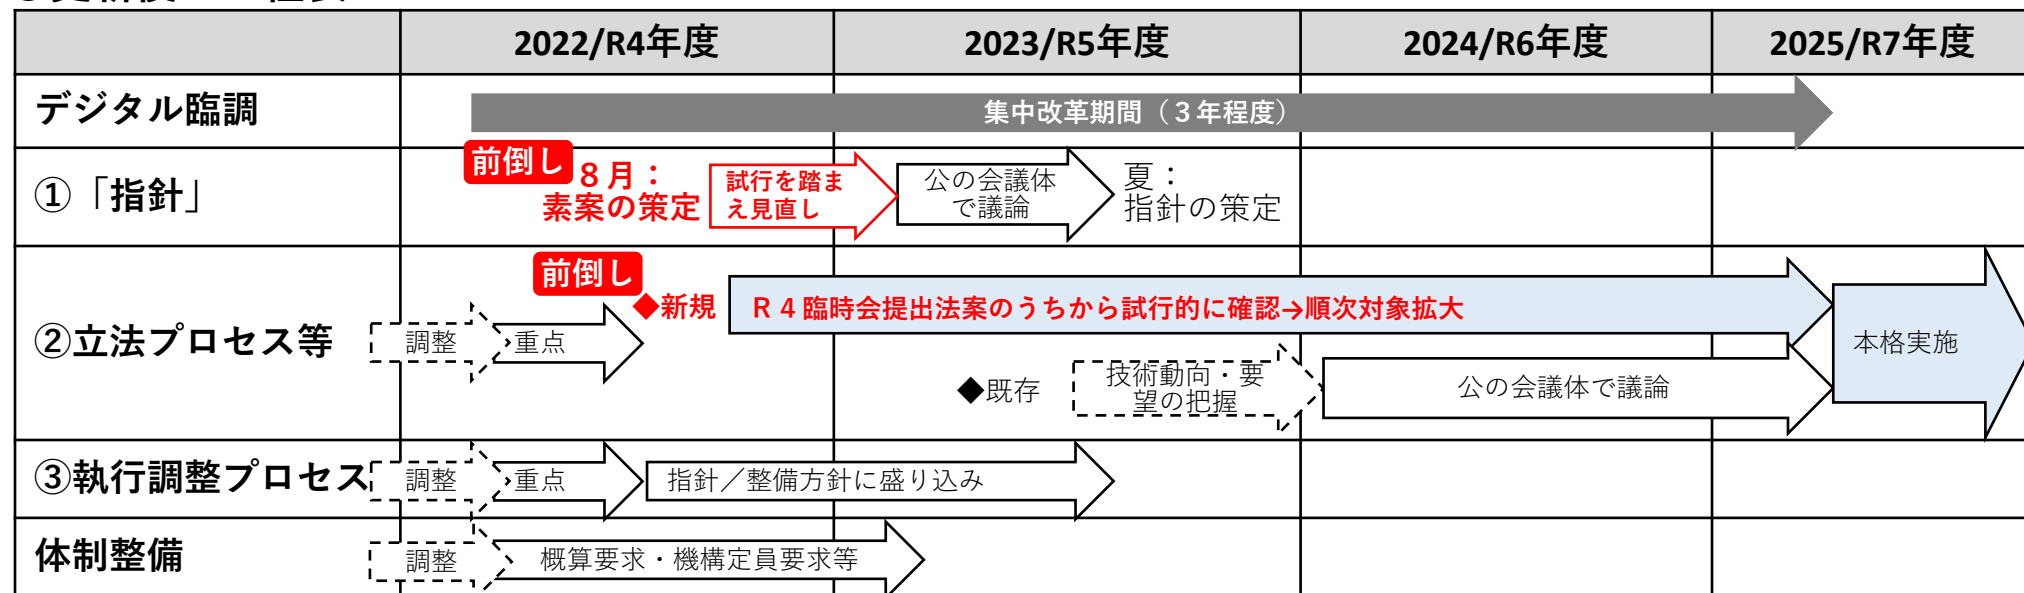 2022/R4年度
2023/R5年度
2024/R6年度
2025/R7年度
デジタル臨調
集中改革期間（３年程度）
①「指針」
前倒し
８月：
素案の策定
試行を踏ま
え見直し
公の会議体
で議論
夏：
指針の策定
②立法プロセス等
調整
重点
前倒し
◆新規
Ｒ４臨時会提出法案のうちから試行的に確認→順次対象拡大
◆既存
技術動向・要
望の把握
公の会議体で議論
本格実施
③執行調整プロセス
調整
重点
指針／整備方針に盛り込み
体制整備
調整
概算要求・機構定員要求等